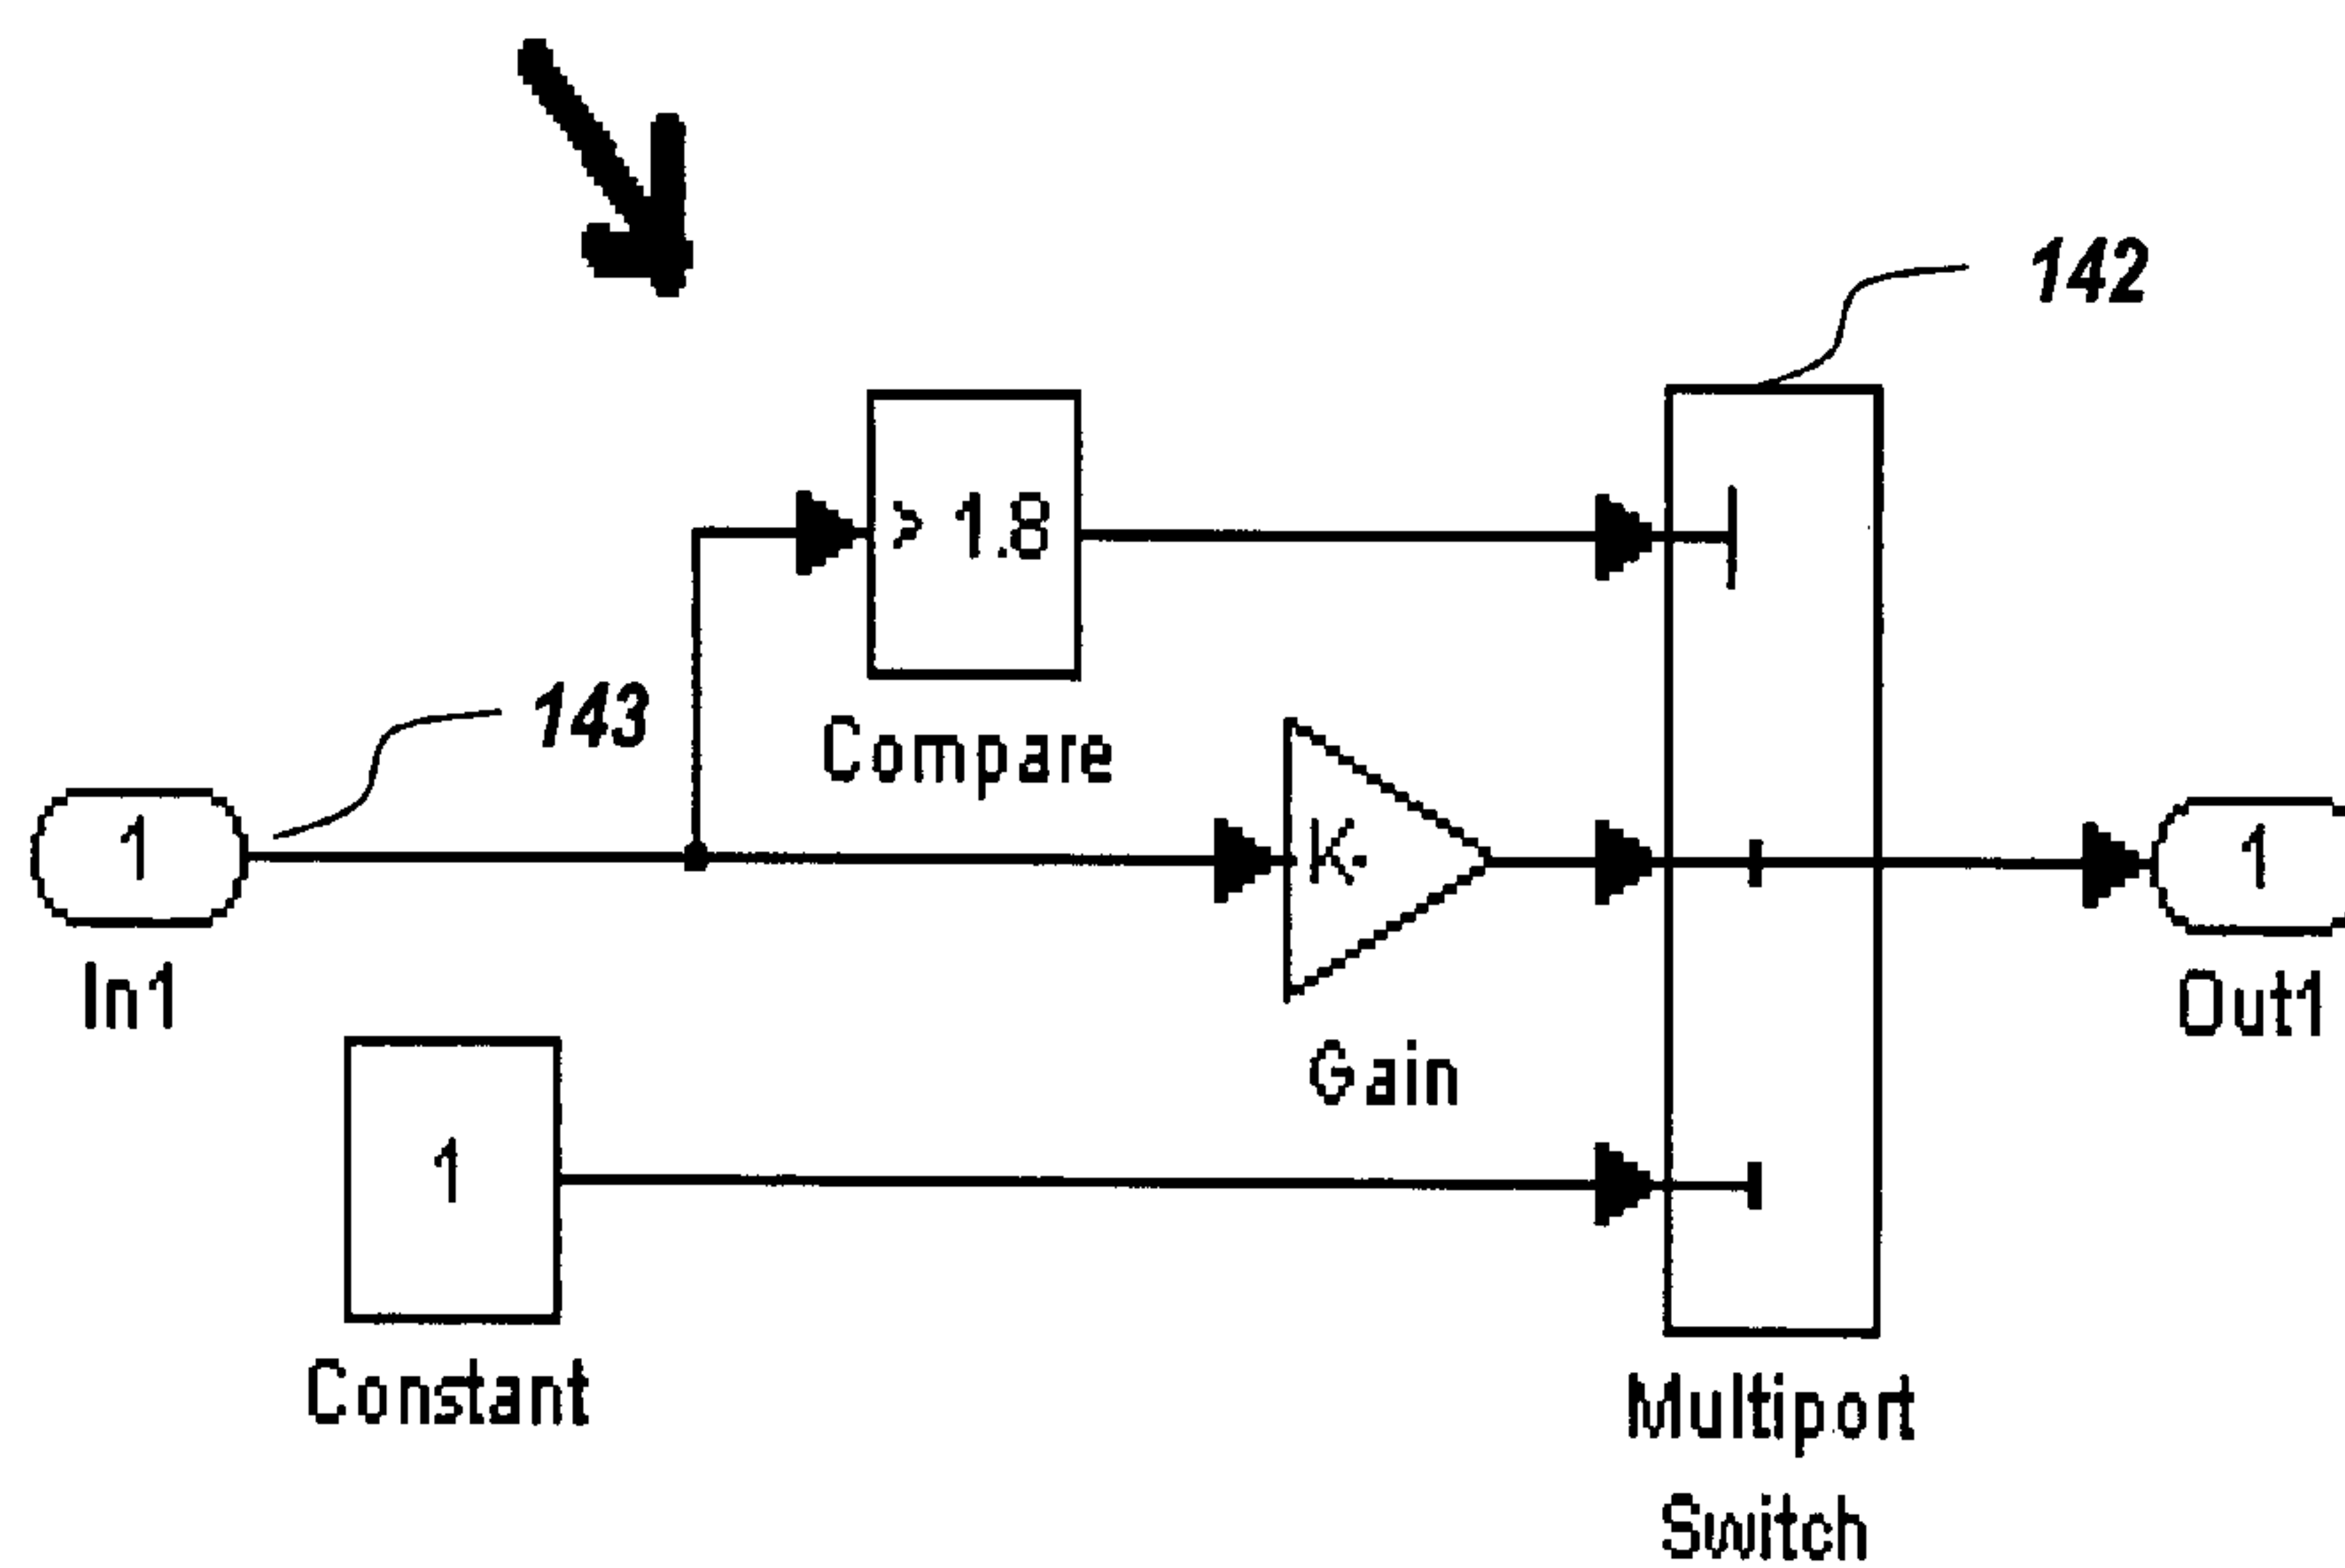 142
> 1.8
143
Compare
1
K-
1
In1
Out1
Gain
1
Constant
Multiport
Switch